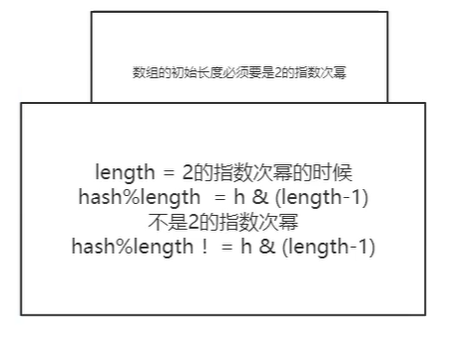 数组的初始长度必须要是2的指数次幂
length = 2的指数次幂的时候
hash%length  = h & (length-1)
不是2的指数次幂
hash%length ！= h & (length-1)